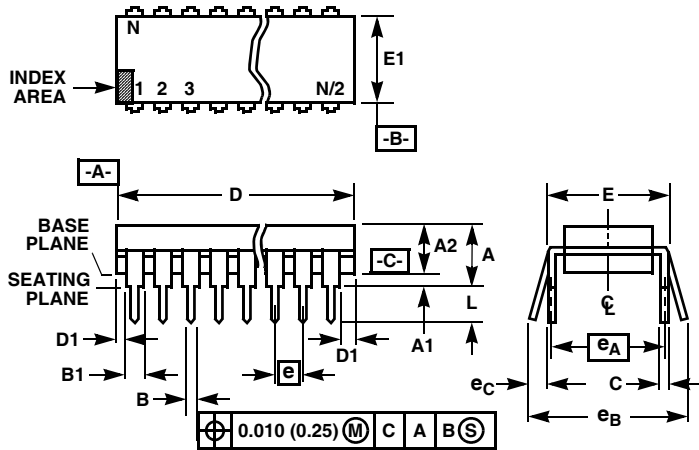 N
E1
INDEX
AREA
1 2 3 N/2
-B-
-A-
D
E
BASE
PLANE
A2
A
-C-
SEATING
PLANE
L
C L
D1
A1
D1
eA
B1
e
eC
C
B
eB
0.010 (0.25) M C A B S